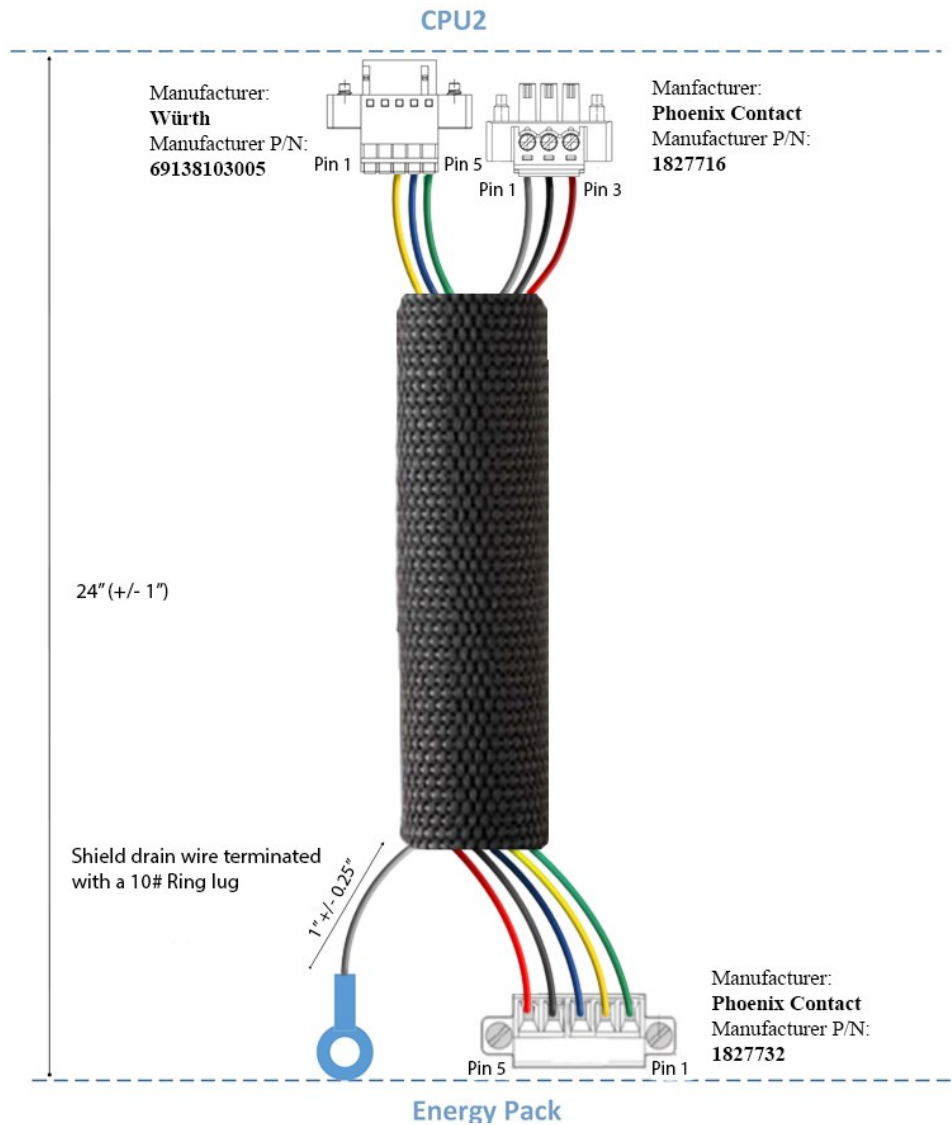 CPU2
Manufacturer:
Würth
Manufacturer P/N:
69138103005
Pin 1
Pin 5
Manfacturer:
Phoenix Contact
Manufacturer P/N:
1827716
Pin 1
Pin 3
24" (+/- 1")
Shield drain wire terminated
with a 10# Ring lug
1" +/- 0.25"
Manufacturer:
Phoenix Contact
Manufacturer P/N:
1827732
Pin 5
Pin 1
Energy Pack